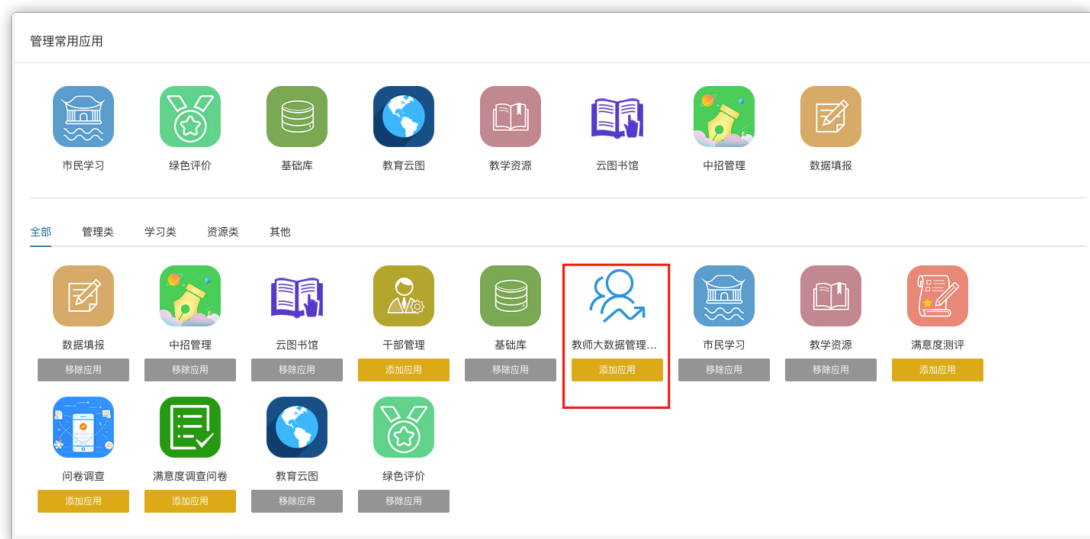 管理常用应用
市民学习 绿色评价 基础库 教育云图 教学资源 云图书馆 中招管理 数据填报
全部 管理类 学习类 资源类 其他
数据填报 中招管理 云图书馆 干部管理 基础库 教师大数据管理... 市民学习 教学资源 满意度测评
移除应用 移除应用 移除应用 添加应用 移除应用 添加应用 移除应用 移除应用 添加应用
问卷调查 满意度调查问卷 教育云图 绿色评价
添加应用 添加应用 移除应用 移除应用